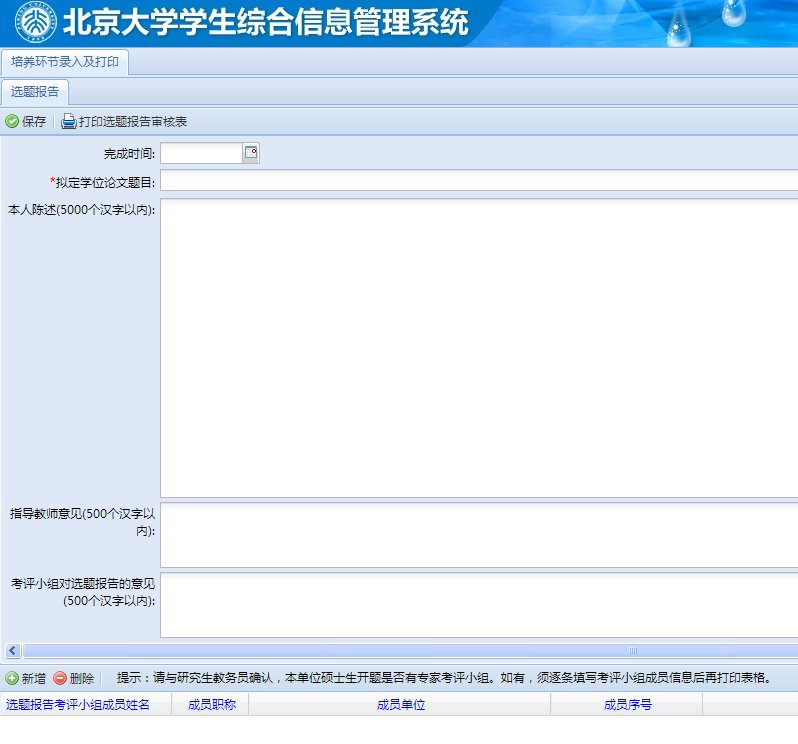 北京大学学生综合信息管理系统
培养环节录入及打印
选题报告
保存 打印选题报告审核表
完成时间:
*拟定学位论文题目:
本人陈述(5000个汉字以内):
指导教师意见(500个汉字以
内):
考评小组对选题报告的意见
(500个汉字以内):
新增 删除 提示：请与研究生教务员确认，本单位硕士生开题是否有专家考评小组。如有，须逐条填写考评小组成员信息后再打印表格。
选题报告考评小组成员姓名 成员职称 成员单位 成员序号